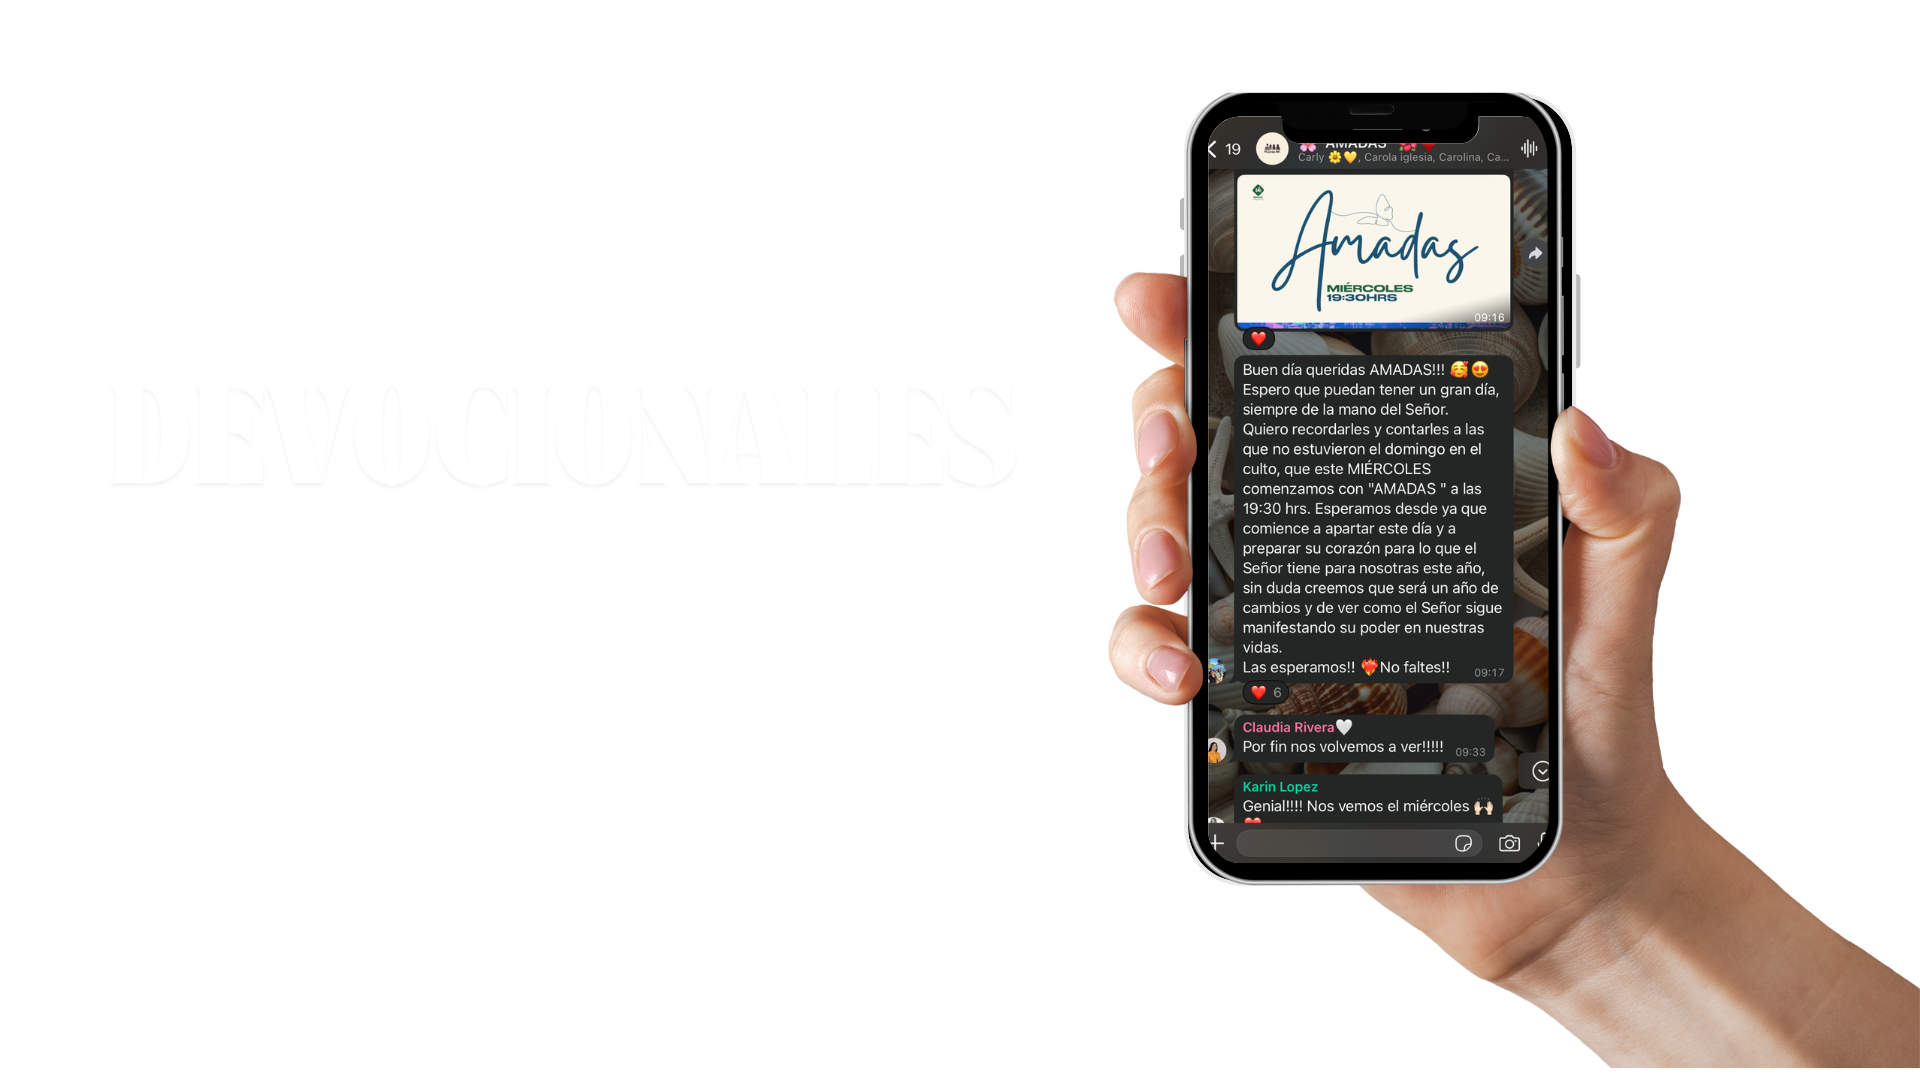 DEVOCIONALES
19
AMADAS
Carly 🌼💛, Carola iglesia, Carolina, Ca...
Amadas
MIÉRCOLES
19:30HRS
09:16
Buen día queridas AMADAS!!! 🥰😍
Espero que puedan tener un gran día,
siempre de la mano del Señor.
Quiero recordarles y contarles a las
que no estuvieron el domingo en el
culto, que este MIÉRCOLES
comenzamos con "AMADAS " a las
19:30 hrs. Esperamos desde ya que
comience a apartar este día y a
preparar su corazón para lo que el
Señor tiene para nosotras este año,
sin duda creemos que será un año de
cambios y de ver como el Señor sigue
manifestando su poder en nuestras
vidas.
Las esperamos!! ❤️‍🔥No faltes!!
09:17
❤️ 6
Claudia Rivera🤍
Por fin nos volvemos a ver!!!!!
09:33
Karin Lopez
Genial!!!! Nos vemos el miércoles 🙌🏻
❤️